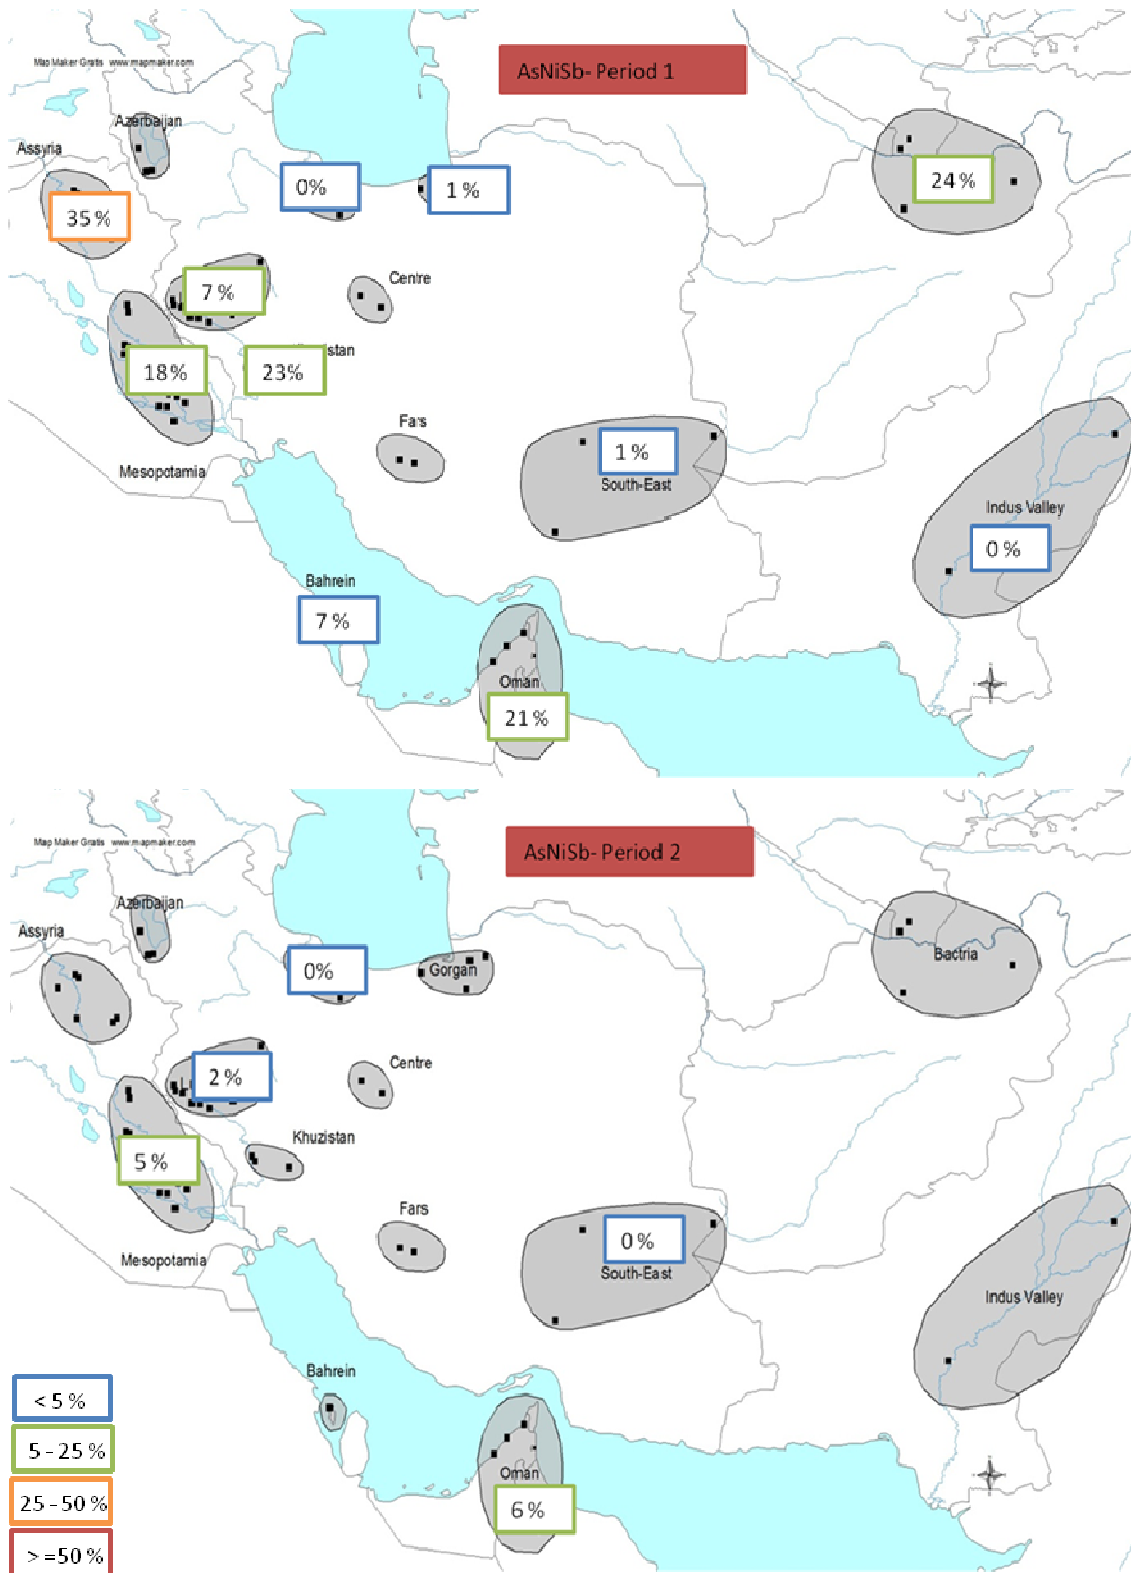 AsNiSb- Period 1
Map Maker Gratis www.mapmaker.com
Azerbaijan
Assyria
0%
1%
24%
35%
7%
Centre
stan
18%
23%
Fars
1%
South-East
Mesopotamia
Indus Valley
0%
Bahrein
7%
Oman
21%
AsNiSb- Period 2
Map Maker Gratis www.mapmaker.com
Azerbaijan
Assyria
0%
Gorgan
Bactria
2%
Centre
5%
Khuzistan
Fars
0%
South-East
Mesopotamia
Indus Valley
Bahrein
Oman
6%
< 5 %
5 - 25 %
25 - 50 %
> =50 %